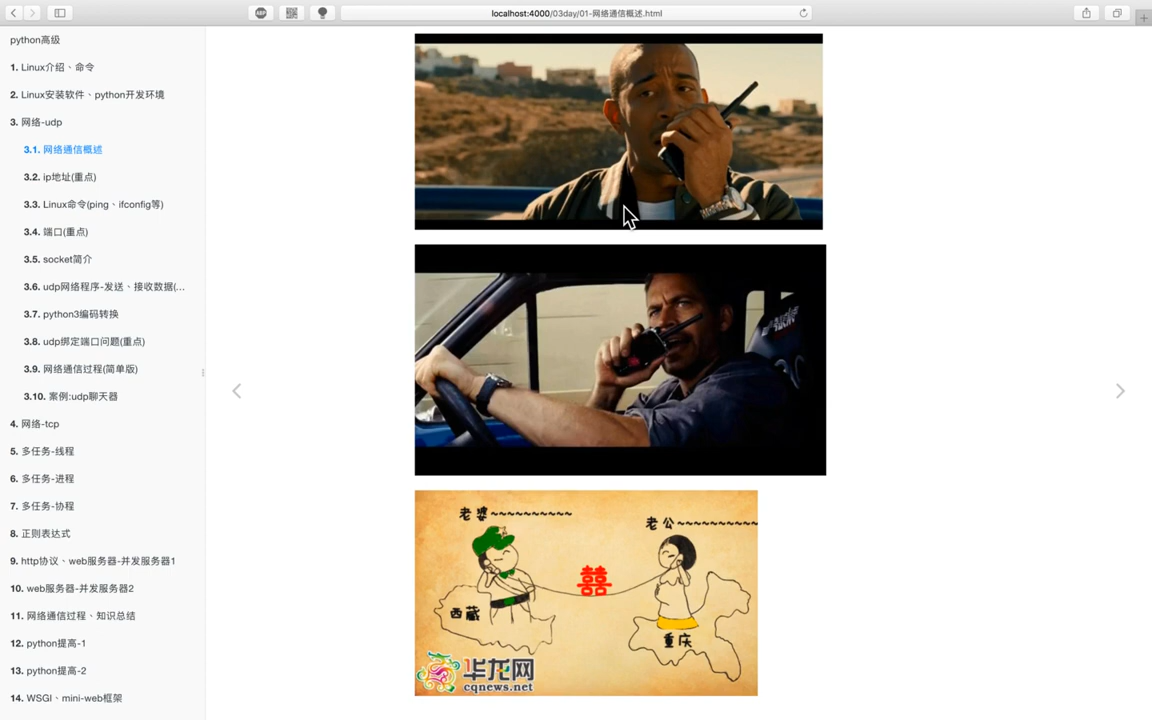 localhost:4000/03day/01-网络通信概述.html
ABP
python高级
1. Linux介绍、命令
2. Linux安装软件、python开发环境
3. 网络-udp
3.1. 网络通信概述
3.2. ip地址(重点)
3.3. Linux命令(ping、ifconfig等)
3.4. 端口(重点)
3.5. socket简介
3.6. udp网络程序-发送、接收数据(...
3.7. python3编码转换
3.8. udp绑定端口问题(重点)
3.9. 网络通信过程(简单版)
3.10. 案例:udp聊天器
4. 网络-tcp
5. 多任务-线程
6. 多任务-进程
7. 多任务-协程
8. 正则表达式
9. http协议、web服务器-并发服务器1
10. web服务器-并发服务器2
11. 网络通信过程、知识总结
12. python提高-1
13. python提高-2
14. WSGI、mini-web框架
老婆~~~~~~~~~~
老公~~~~~~~~~~
囍
西藏
重庆
华龙网
cqnews.net